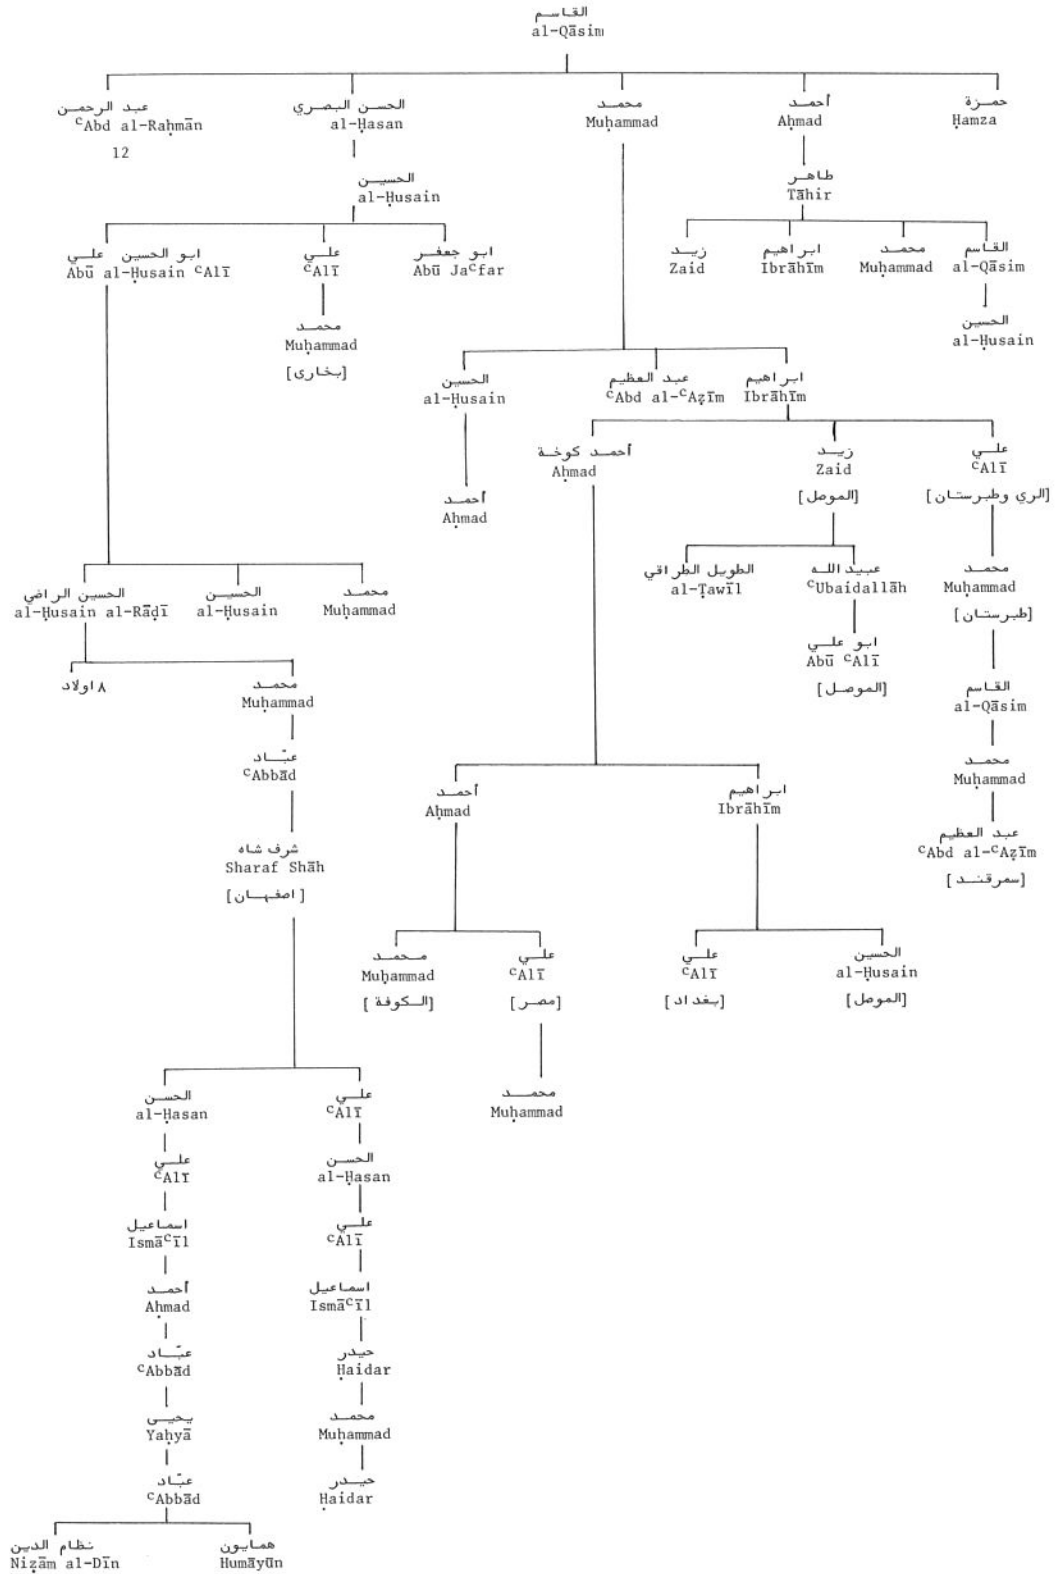 القاسم
al-Qāsim
عبد الرحمن
ᶜAbd al-Raḥmān
12
الحسن البصري
al-Ḥasan
محمد
Muḥammad
أحمد
Aḥmad
حمزة
Ḥamza
الحسين
al-Ḥusain
طاهر
Ṭāhir
ابو الحسين علي
Abū al-Ḥusain ᶜAlī
علي
ᶜAlī
ابو جعفر
Abū Jaᶜfar
زيد
Zaid
ابراهيم
Ibrāhīm
محمد
Muḥammad
القاسم
al-Qāsim
محمد
Muḥammad
[بخارى]
الحسين
al-Ḥusain
الحسين
al-Ḥusain
عبد العظيم
ᶜAbd al-ᶜAẓīm
ابراهيم
Ibrāhīm
أحمد
Aḥmad
أحمد كوخة
Aḥmad
زيد
Zaid
[الموصل]
علي
ᶜAlī
[الري وطبرستان]
الحسين الراضي
al-Ḥusain al-Rāḍī
الحسين
al-Ḥusain
محمد
Muḥammad
الطويل الطراقي
al-Ṭawīl
عبيد الله
ᶜUbaidallāh
محمد
Muḥammad
[طبرستان]
ابو علي
Abū ᶜAlī
[الموصل]
٨ اولاد
محمد
Muḥammad
القاسم
al-Qāsim
عبّاد
ᶜAbbād
محمد
Muḥammad
أحمد
Aḥmad
ابراهيم
Ibrāhīm
شرف شاه
Sharaf Shāh
[اصفهان]
عبد العظيم
ᶜAbd al-ᶜAẓīm
[سمرقند]
محمد
Muḥammad
[الكوفة]
علي
ᶜAlī
[مصر]
علي
ᶜAlī
[بغداد]
الحسين
al-Ḥusain
[الموصل]
محمد
Muḥammad
الحسن
al-Ḥasan
علي
ᶜAlī
علي
ᶜAlī
الحسن
al-Ḥasan
اسماعيل
Ismāᶜīl
علي
ᶜAlī
أحمد
Aḥmad
اسماعيل
Ismāᶜīl
عبّاد
ᶜAbbād
حيدر
Ḥaidar
يحيى
Yaḥyā
محمد
Muḥammad
عبّاد
ᶜAbbād
حيدر
Ḥaidar
نظام الدين
Niẓām al-Dīn
همايون
Humāyūn